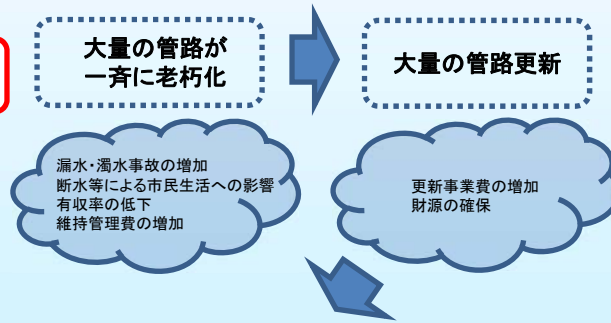 大量の管路が
一斉に老朽化
大量の管路更新
漏水・濁水事故の増加
断水等による市民生活への影響
有収率の低下
維持管理費の増加
更新事業費の増加
財源の確保